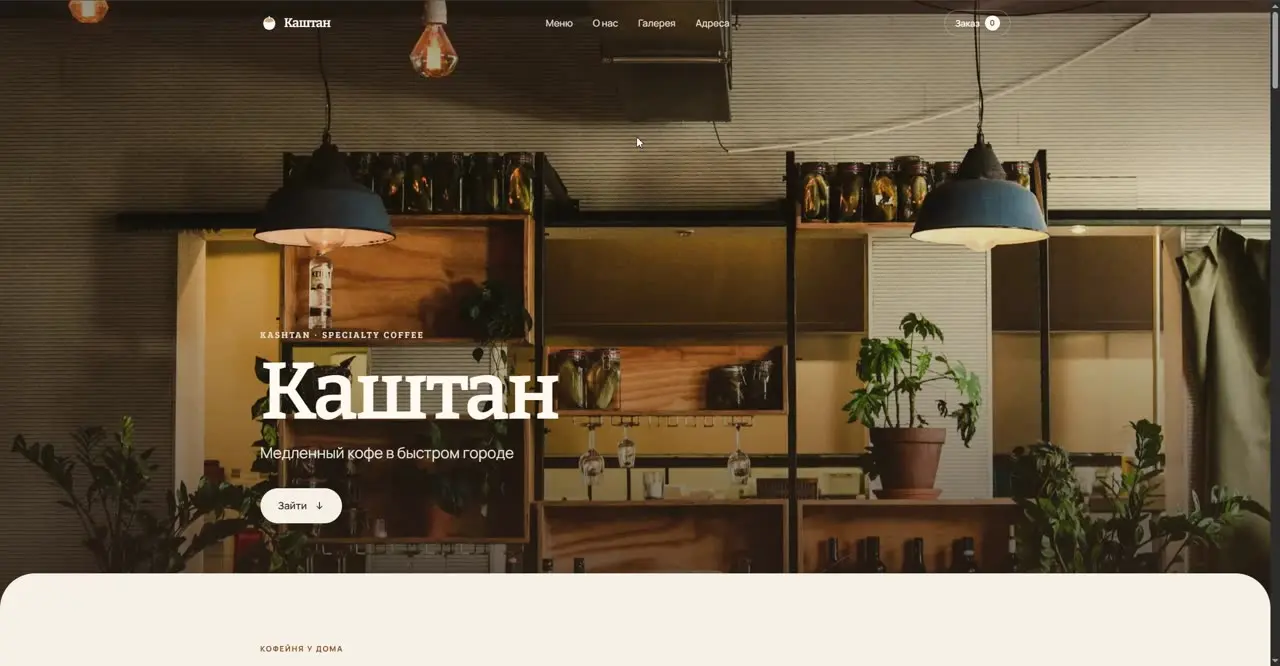 Каштан
Меню О нас Галерея Адреса
Заказ 0
KASHTAN · SPECIALTY COFFEE
Каштан
Медленный кофе в быстром городе
Зайти ↓
КОФЕЙНЯ У ДОМА